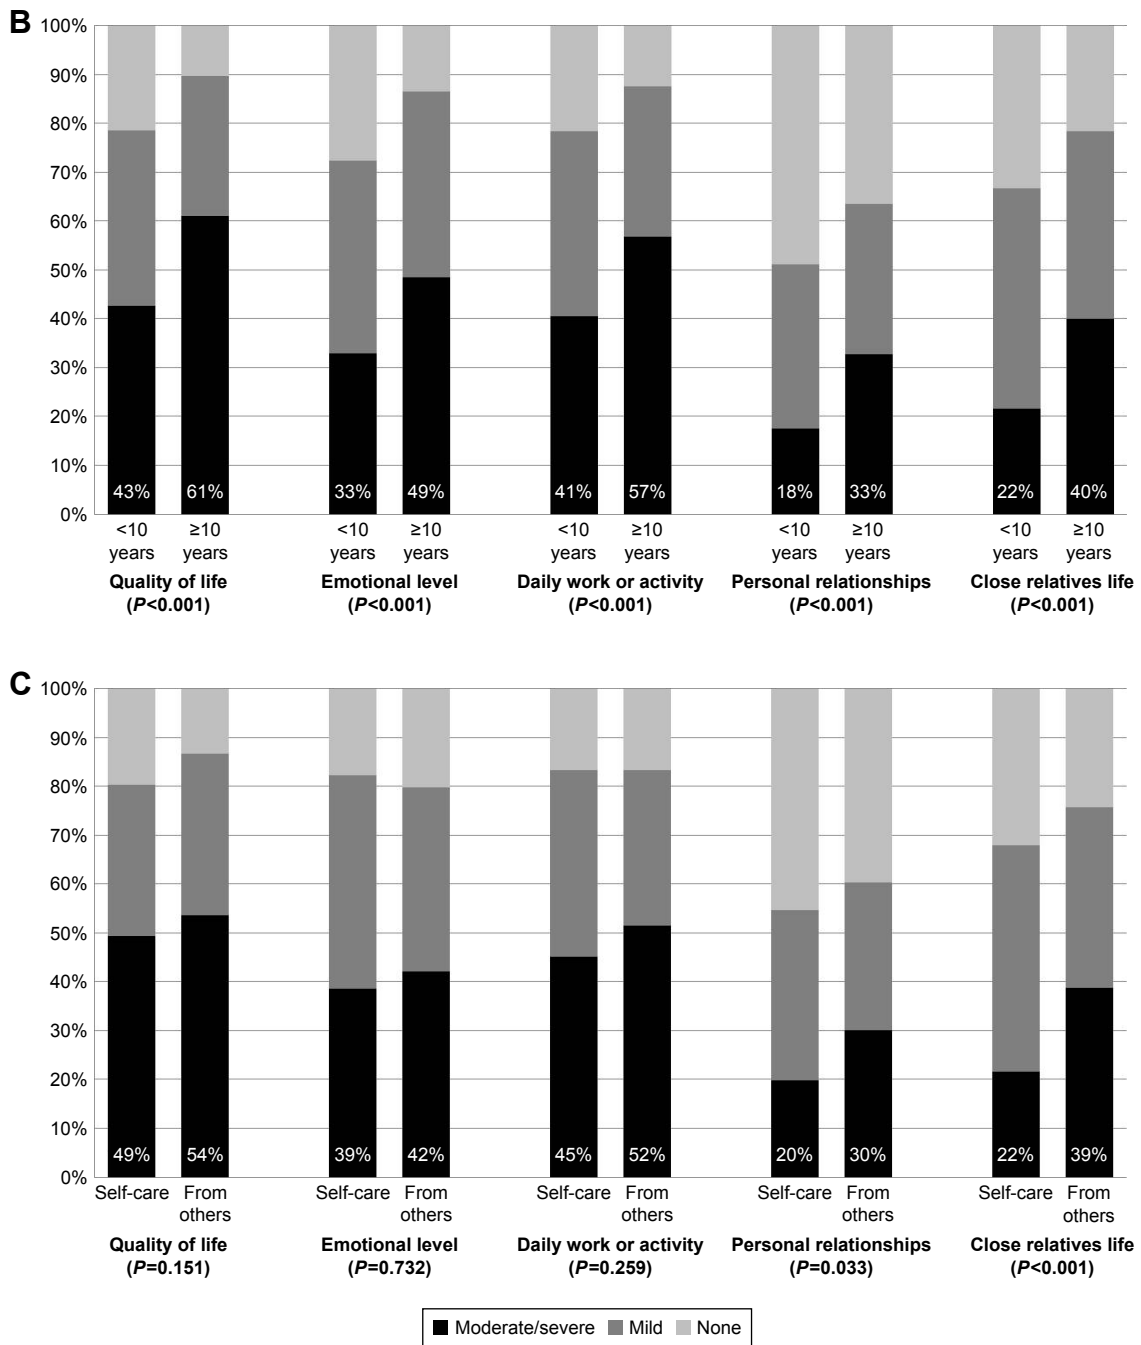 B
100%
90%
80%
70%
60%
50%
40%
30%
20%
10%
0%
43% 61% 33% 49% 41% 57% 18% 33% 22% 40%
<10 ≥10 <10 ≥10 <10 ≥10 <10 ≥10 <10 ≥10
years years years years years years years years years years
Quality of life Emotional level Daily work or activity Personal relationships Close relatives life
(P<0.001) (P<0.001) (P<0.001) (P<0.001) (P<0.001)
C
100%
90%
80%
70%
60%
50%
40%
30%
20%
10%
0%
49% 54% 39% 42% 45% 52% 20% 30% 22% 39%
Self-care From Self-care From Self-care From Self-care From Self-care From
others others others others others
Quality of life Emotional level Daily work or activity Personal relationships Close relatives life
(P=0.151) (P=0.732) (P=0.259) (P=0.033) (P<0.001)
Moderate/severe Mild None